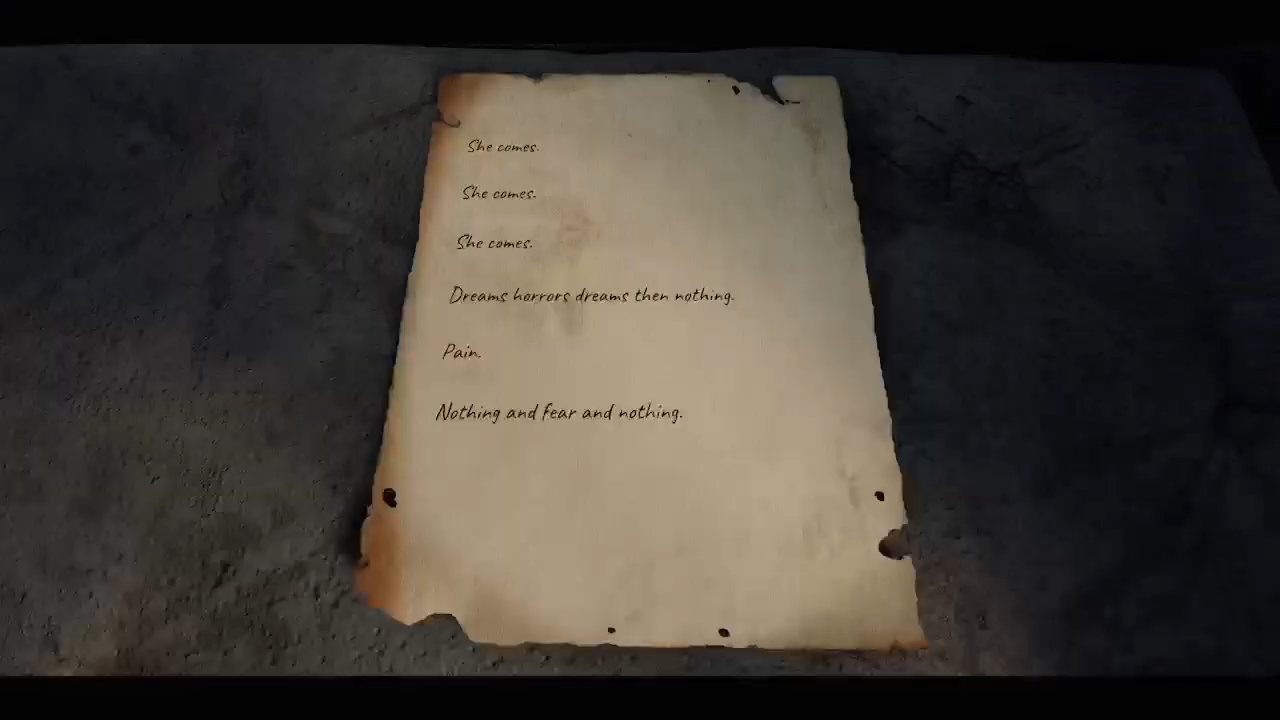 She comes.
She comes.
She comes.
Dreams horrors dreams then nothing.
Pain.
Nothing and fear and nothing.